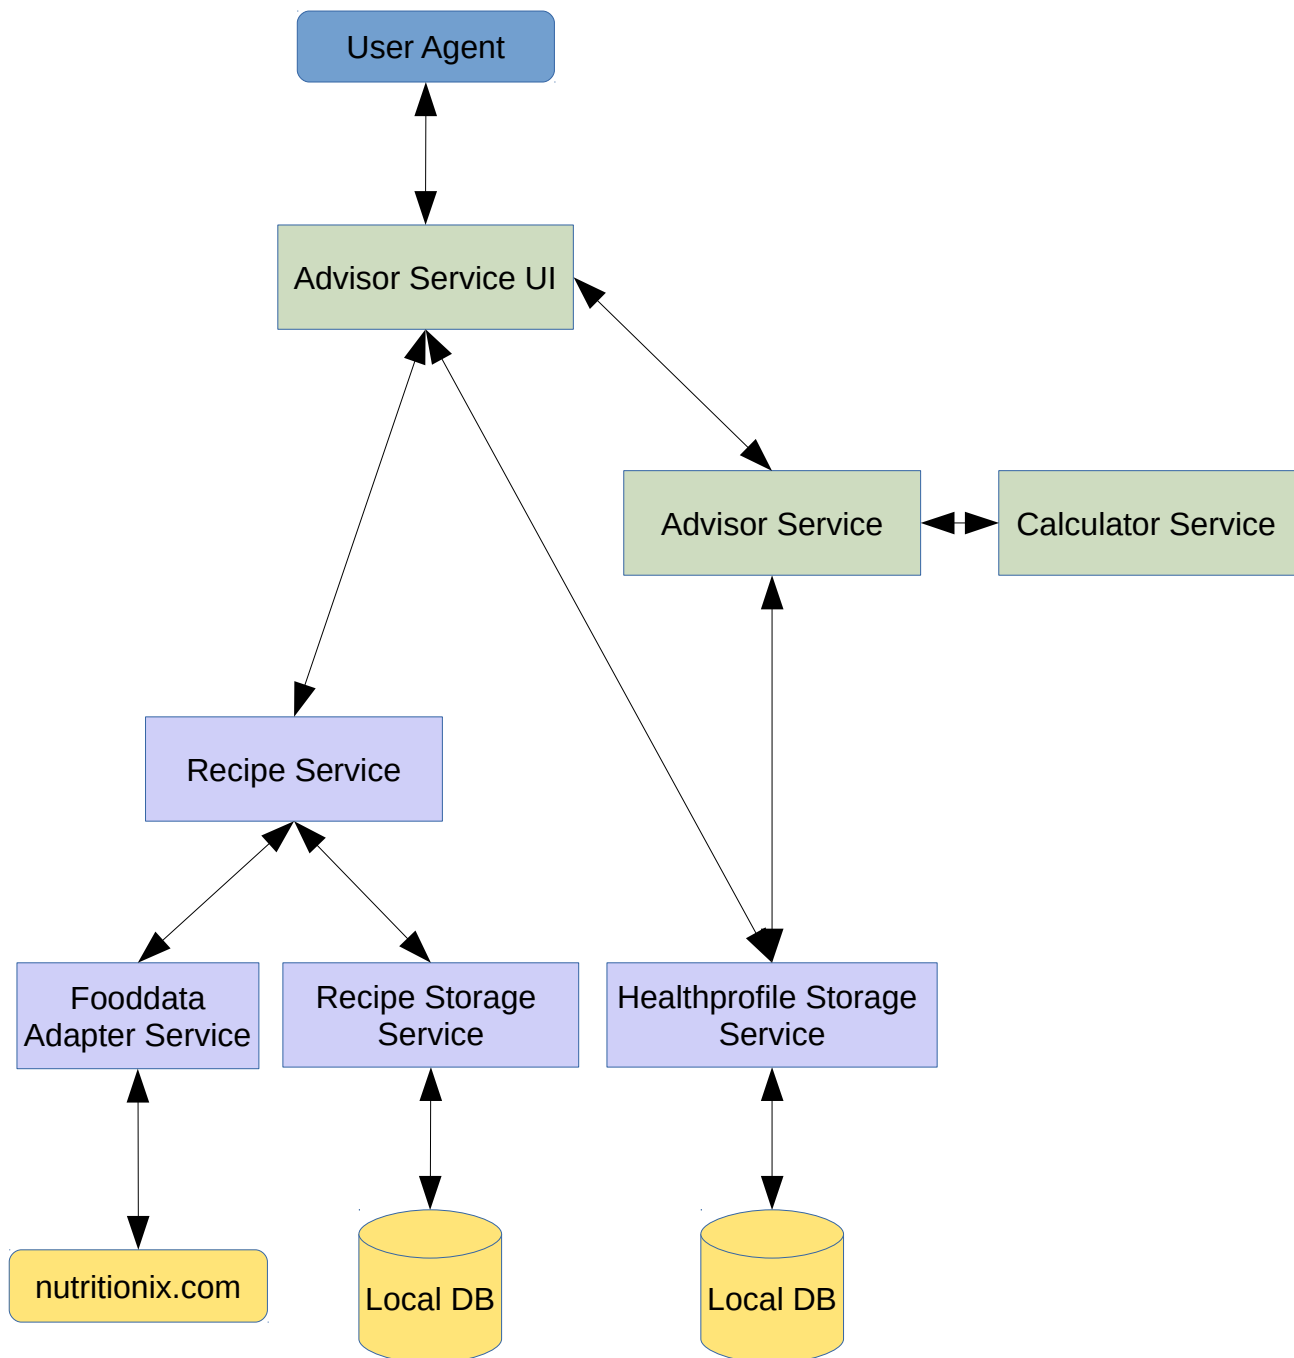 User Agent
Advisor Service UI
Advisor Service
Calculator Service
Recipe Service
Fooddata
Adapter Service
Recipe Storage
Service
Healthprofile Storage
Service
nutritionix.com
Local DB
Local DB